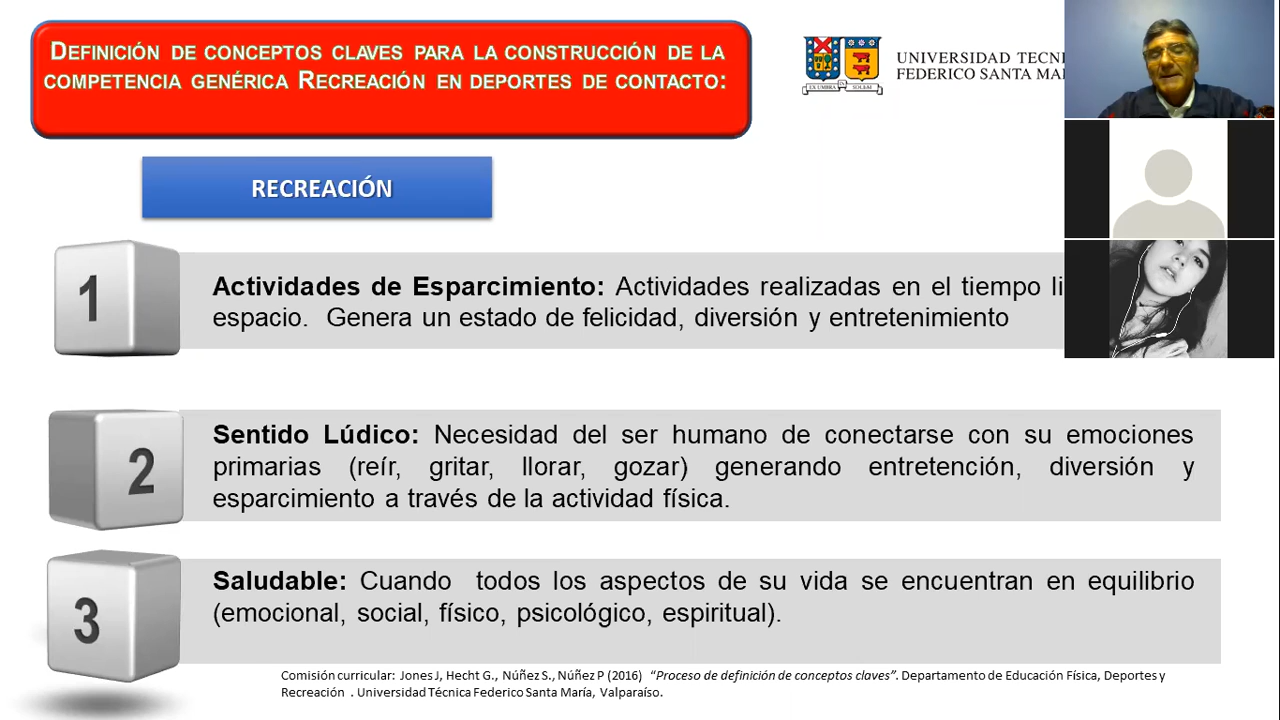 DEFINICIÓN DE CONCEPTOS CLAVES PARA LA CONSTRUCCIÓN DE LA
COMPETENCIA GENÉRICA RECREACIÓN EN DEPORTES DE CONTACTO:
UNIVERSIDAD
FEDERICO SANTA
EX UMBRA
IN
SOLEM
RECREACIÓN
1
Actividades de Esparcimiento: Actividades realizadas en el tiempo
espacio. Genera un estado de felicidad, diversión y entretenimiento
2
Sentido Lúdico: Necesidad del ser humano de conectarse con su emociones
primarias (reír, gritar, llorar, gozar) generando entretención, diversión y
esparcimiento a través de la actividad física.
3
Saludable: Cuando todos los aspectos de su vida se encuentran en equilibrio
(emocional, social, físico, psicológico, espiritual).
Comisión curricular: Jones J, Hecht G., Núñez S., Núñez P (2016) “Proceso de definición de conceptos claves”. Departamento de Educación Física, Deportes y
Recreación . Universidad Técnica Federico Santa María, Valparaíso.